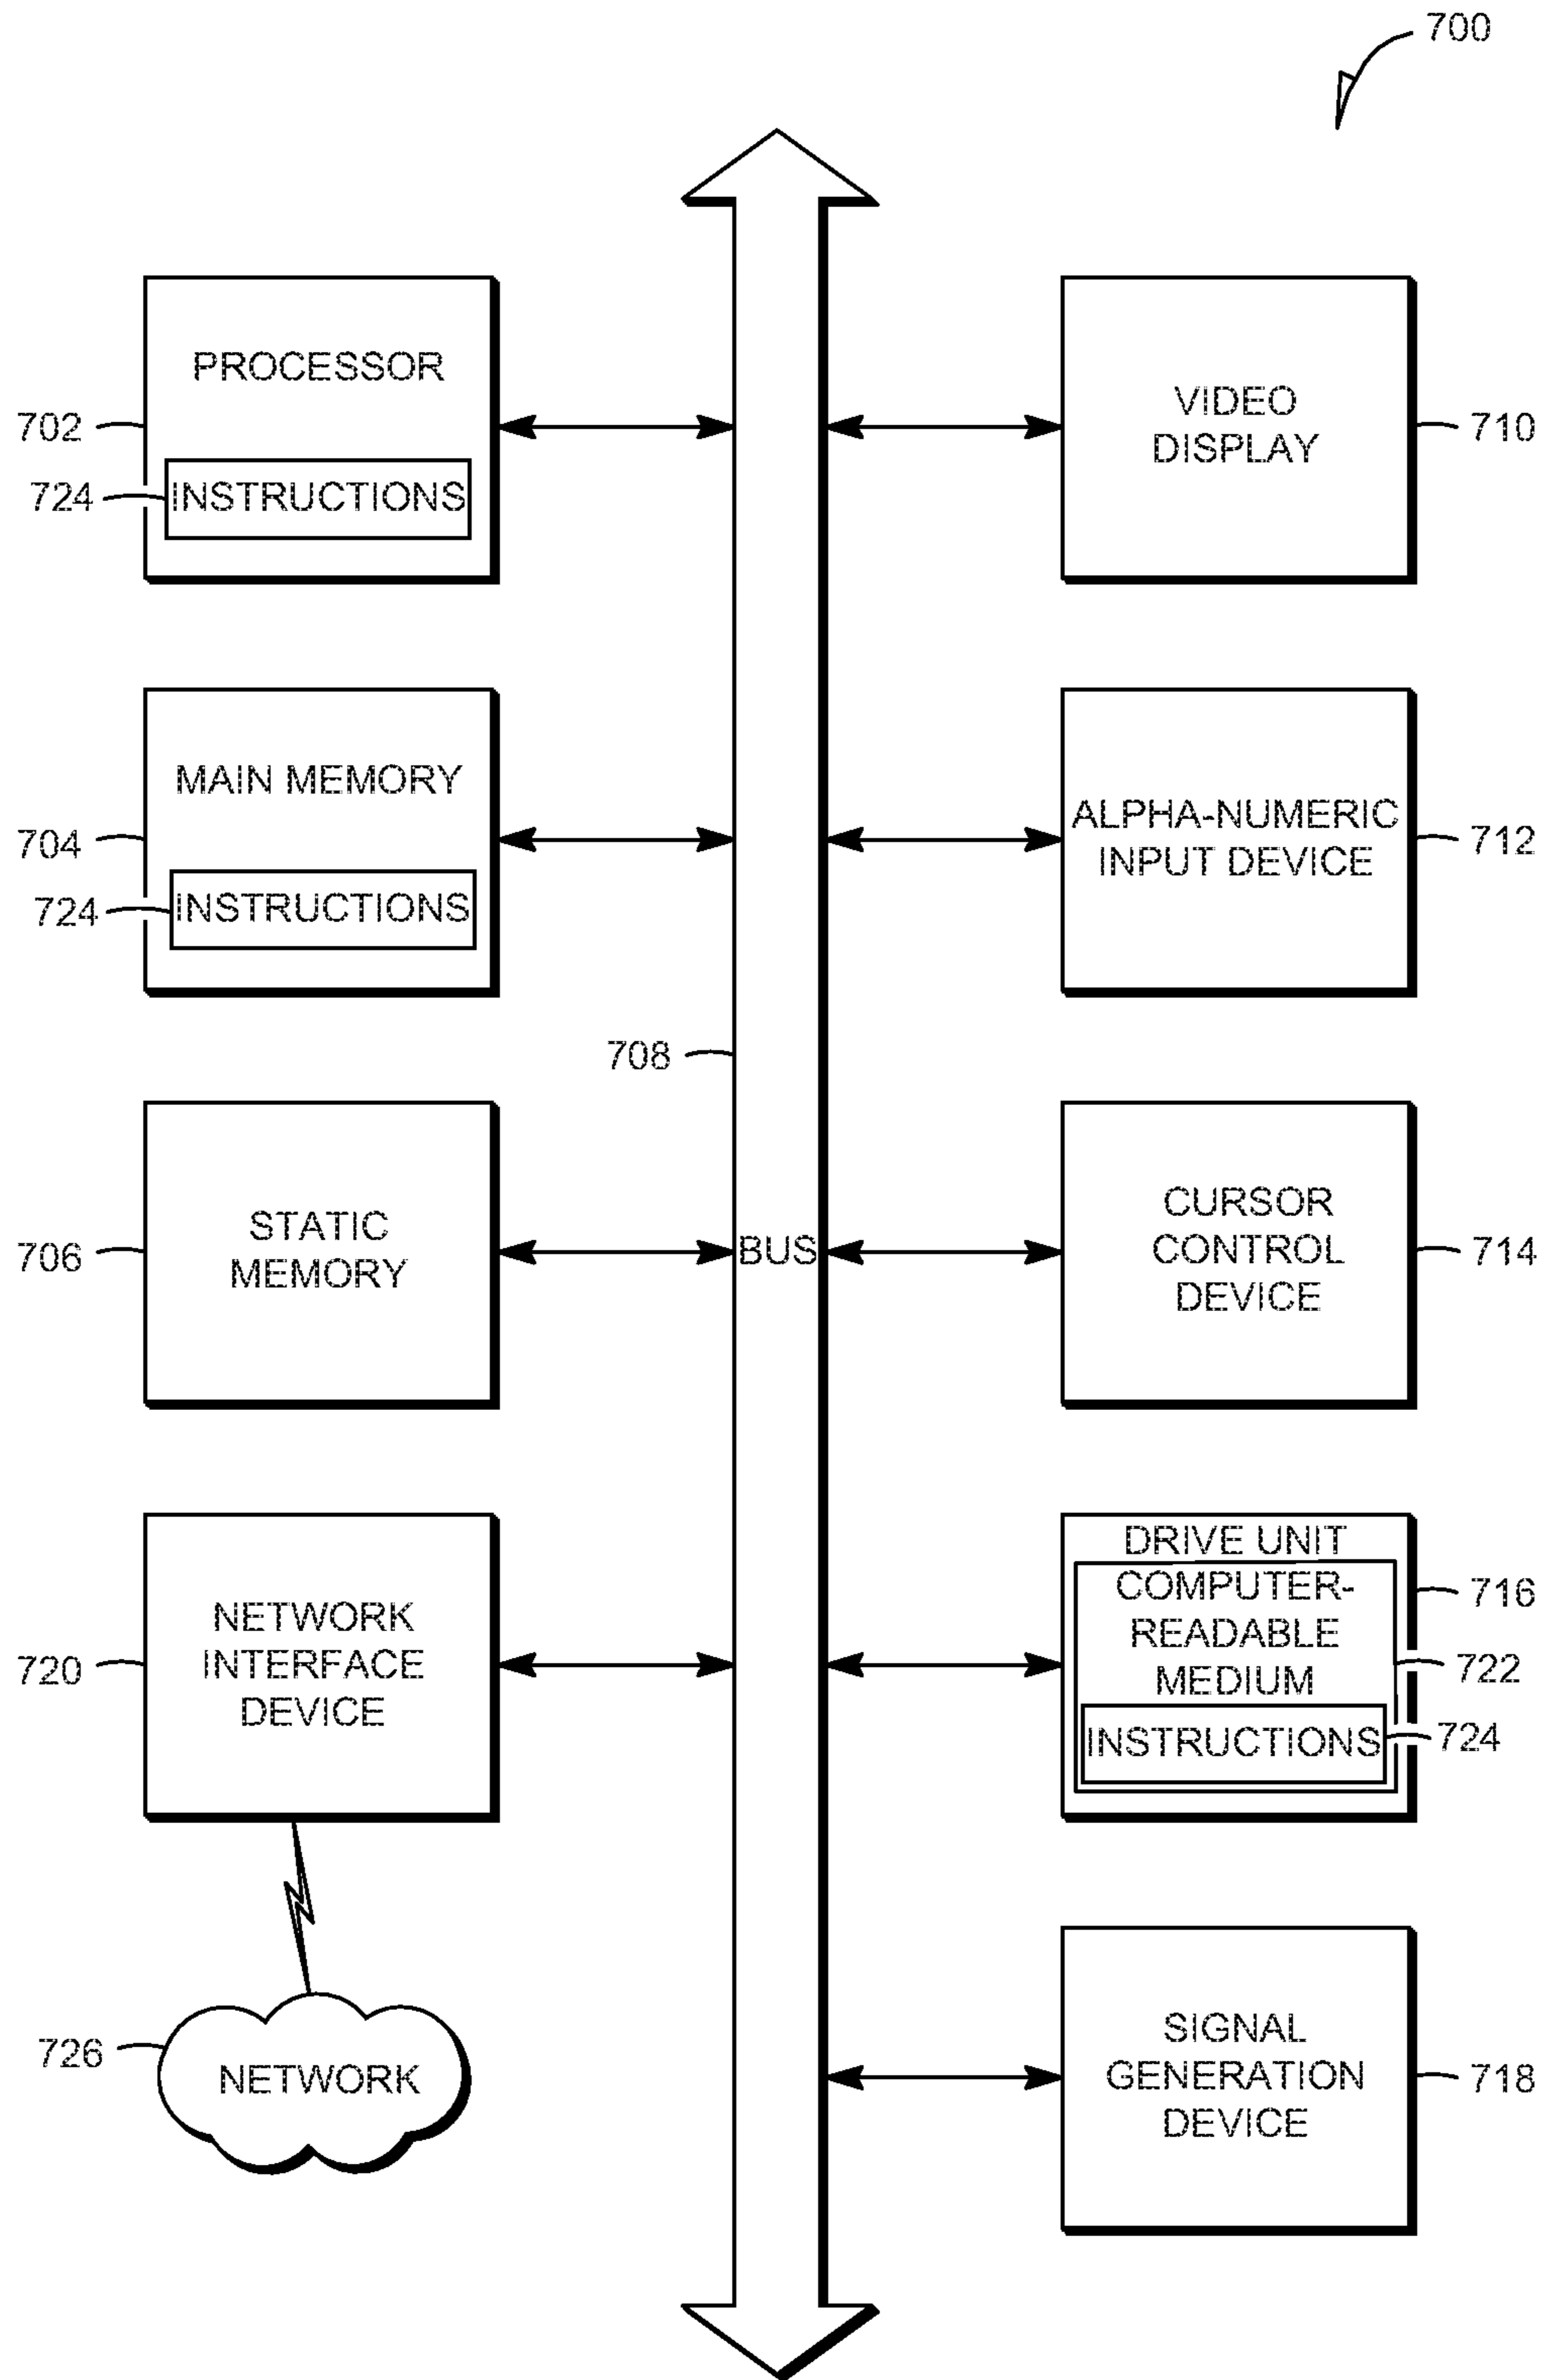 700
PROCESSOR
702
724
INSTRUCTIONS
VIDEO
DISPLAY
710
MAIN MEMORY
704
724
INSTRUCTIONS
ALPHA-NUMERIC
INPUT DEVICE
712
708
STATIC
MEMORY
706
BUS
CURSOR
CONTROL
DEVICE
714
NETWORK
INTERFACE
DEVICE
720
DRIVE UNIT
COMPUTER-
READABLE
MEDIUM
INSTRUCTIONS
716
722
724
726
NETWORK
SIGNAL
GENERATION
DEVICE
718